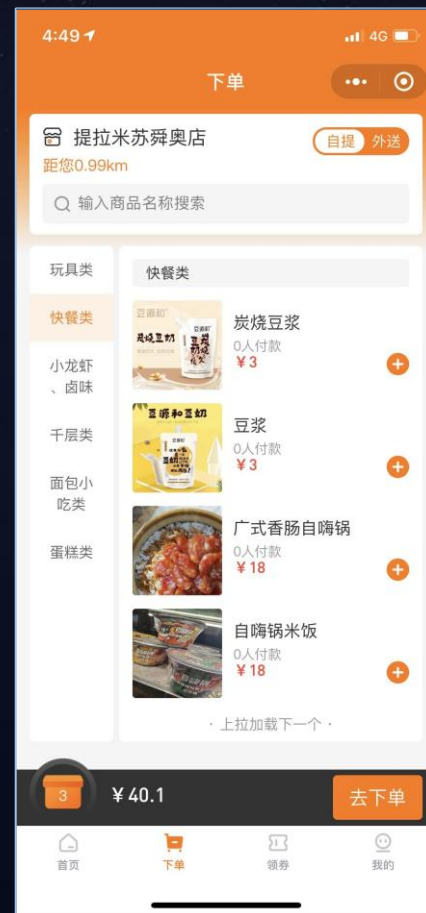 4:49
4G
下单
提拉米苏舜奥店
自提 外送
距您0.99km
输入商品名称搜索
玩具类
快餐类
小龙虾
、卤味
千层类
面包小
吃类
蛋糕类
快餐类
炭烧豆浆
0人付款
¥3
豆源和豆奶
豆浆
0人付款
¥3
广式香肠自嗨锅
0人付款
¥18
自嗨锅米饭
0人付款
¥18
· 上拉加载下一个 ·
3
¥40.1
去下单
首页
下单
领券
我的